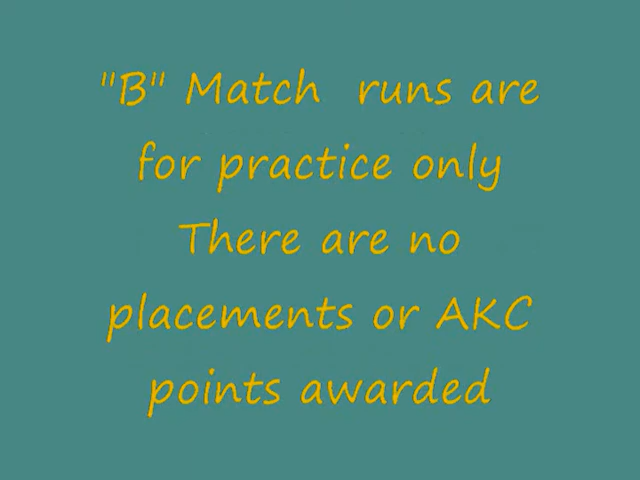 "B" Match runs are
for practice only
There are no
placements or AKC
points awarded